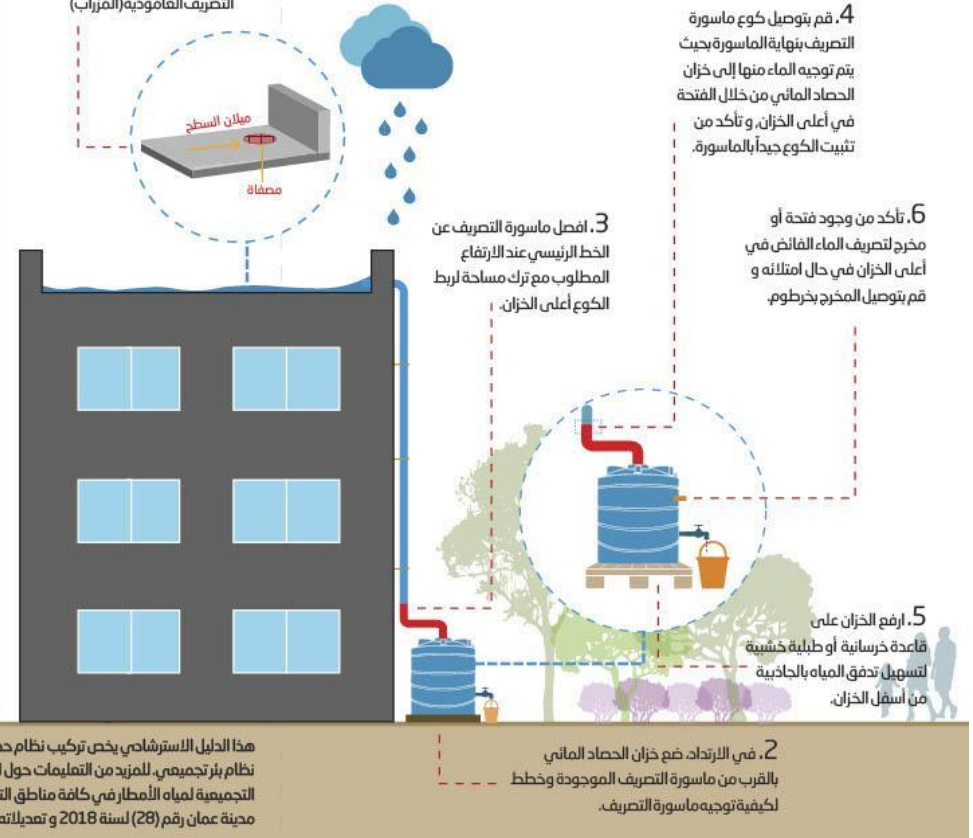 التصريف العامودية (المزراب)
ميلان السطح
مصفاة
2. في الارتداد، ضع خزان الحصاد المائي
بالقرب من ماسورة التصريف الموجودة وخطط
لكيفية توجيه ماسورة التصريف.
3. افصل ماسورة التصريف عن
الخط الرئيسي عند الارتفاع
المطلوب مع ترك مساحة لربط
الكوع أعلى الخزان.
4. قم بتوصيل كوع ماسورة
التصريف بنهاية الماسورة بحيث
يتم توجيه الماء منها إلى خزان
الحصاد المائي من خلال الفتحة
في أعلى الخزان, و تأكد من
تثبيت الكوع جيداً بالماسورة.
5. ارفع الخزان على
قاعدة خرسانية أو طبلية خشبية
لتسهيل تدفق المياه بالجاذبية
من أسفل الخزان.
6. تأكد من وجود فتحة أو
مخرج لتصريف الماء الفائض في
أعلى الخزان في حال امتلائه و
قم بتوصيل المخرج بخرطوم.
هذا الدليل الاسترشادي يخص تركيب نظام
نظام بئر تجميعي. للمزيد من التعليمات حول
التجميعية لمياه الأمطار في كافة مناطق
مدينة عمان رقم (28) لسنة 2018 و تعديلاته